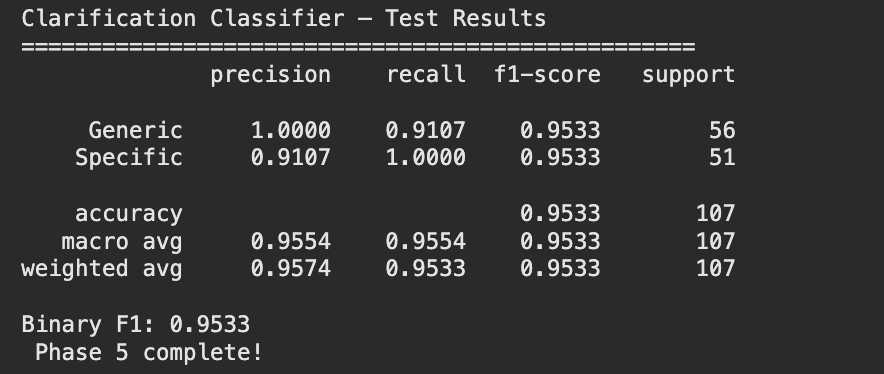 Clarification Classifier — Test Results
==================================================
precision recall f1-score support
Generic 1.0000 0.9107 0.9533 56
Specific 0.9107 1.0000 0.9533 51
accuracy 0.9533 107
macro avg 0.9554 0.9554 0.9533 107
weighted avg 0.9574 0.9533 0.9533 107
Binary F1: 0.9533
Phase 5 complete!